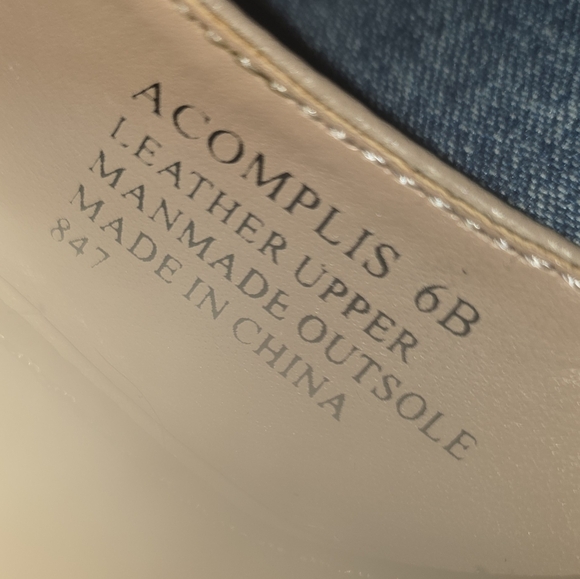 ACOMPLIS 6B
LEATHER UPPER
MANMADE OUTSOLE
MADE IN CHINA
847